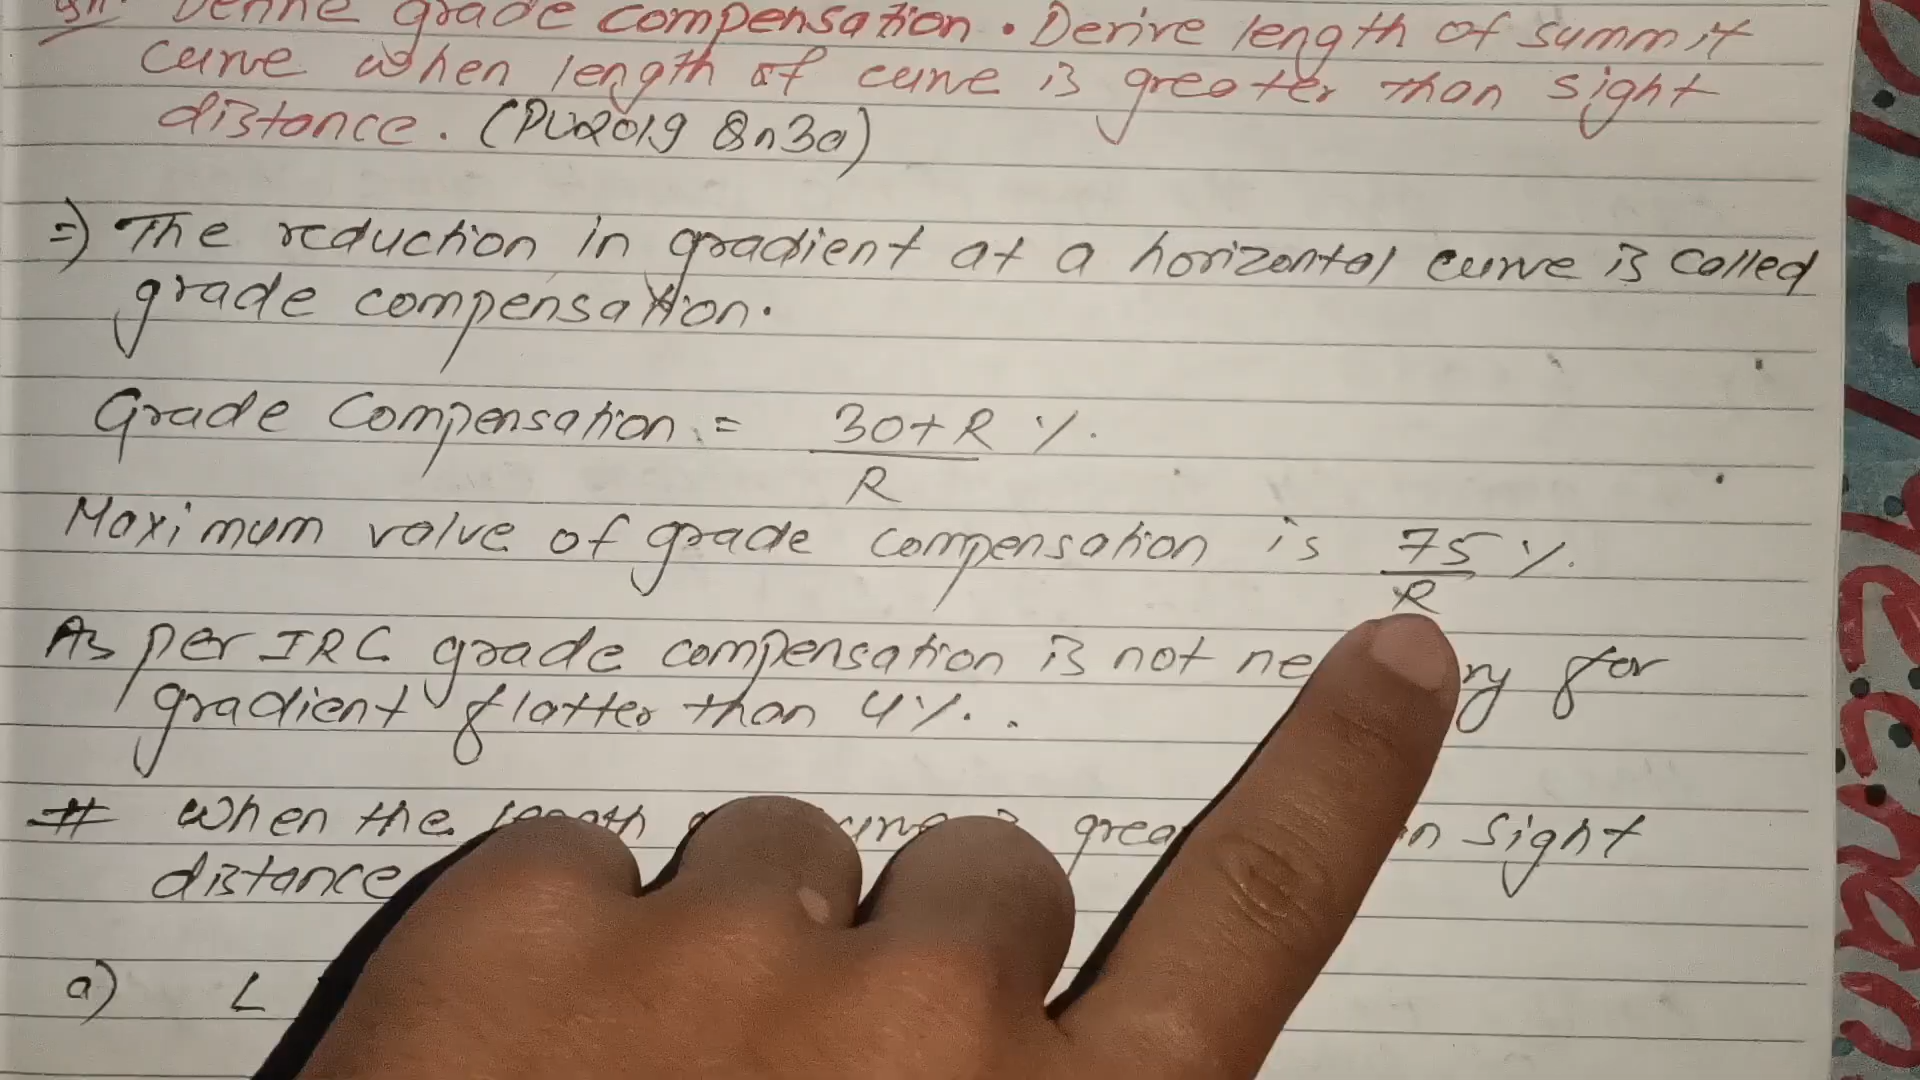 Define grade compensation. Derive length of summit
curve when length of curve is greater than sight
distance. (PU2019 Qn3a)
=) The reduction in gradient at a horizontal curve is called
grade compensation.
Grade Compensation = 30+R %.
R
Maximum value of grade compensation is 75 %.
R
As per IRC grade compensation is not ne ry for
gradient flatter than 4%..
# when the length greater sight
distance
a) L